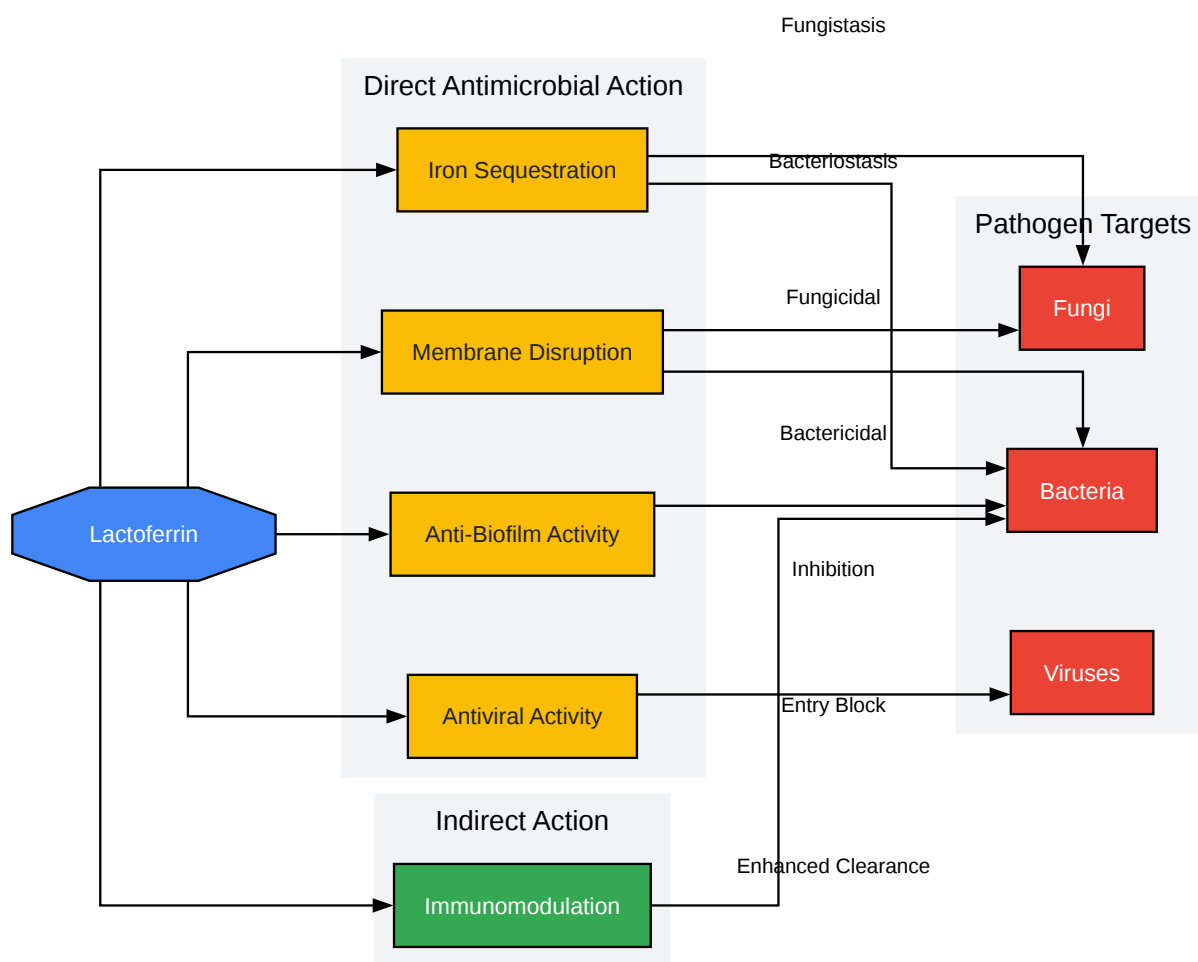 Fungistasis
Direct Antimicrobial Action
Iron Sequestration
Bacteriostasis
Pathogen Targets
Fungicidal
Fungi
Membrane Disruption
Bactericidal
Bacteria
Lactoferrin
Anti-Biofilm Activity
Inhibition
Viruses
Entry Block
Antiviral Activity
Indirect Action
Enhanced Clearance
Immunomodulation